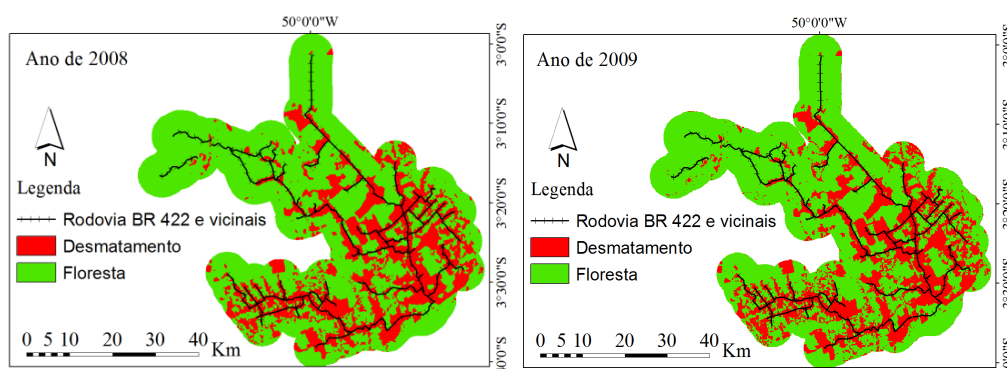 50°0'0"W
Ano de 2008
N
Legenda
Rodovia BR 422 e vicinais
Desmatamento
Floresta
0 5 10 20 30 40 Km
3°0'0"S
3°10'0"S
3°20'0"S
3°30'0"S
50°0'0"W
Ano de 2009
N
Legenda
Rodovia BR 422 e vicinais
Desmatamento
Floresta
0 5 10 20 30 40 Km